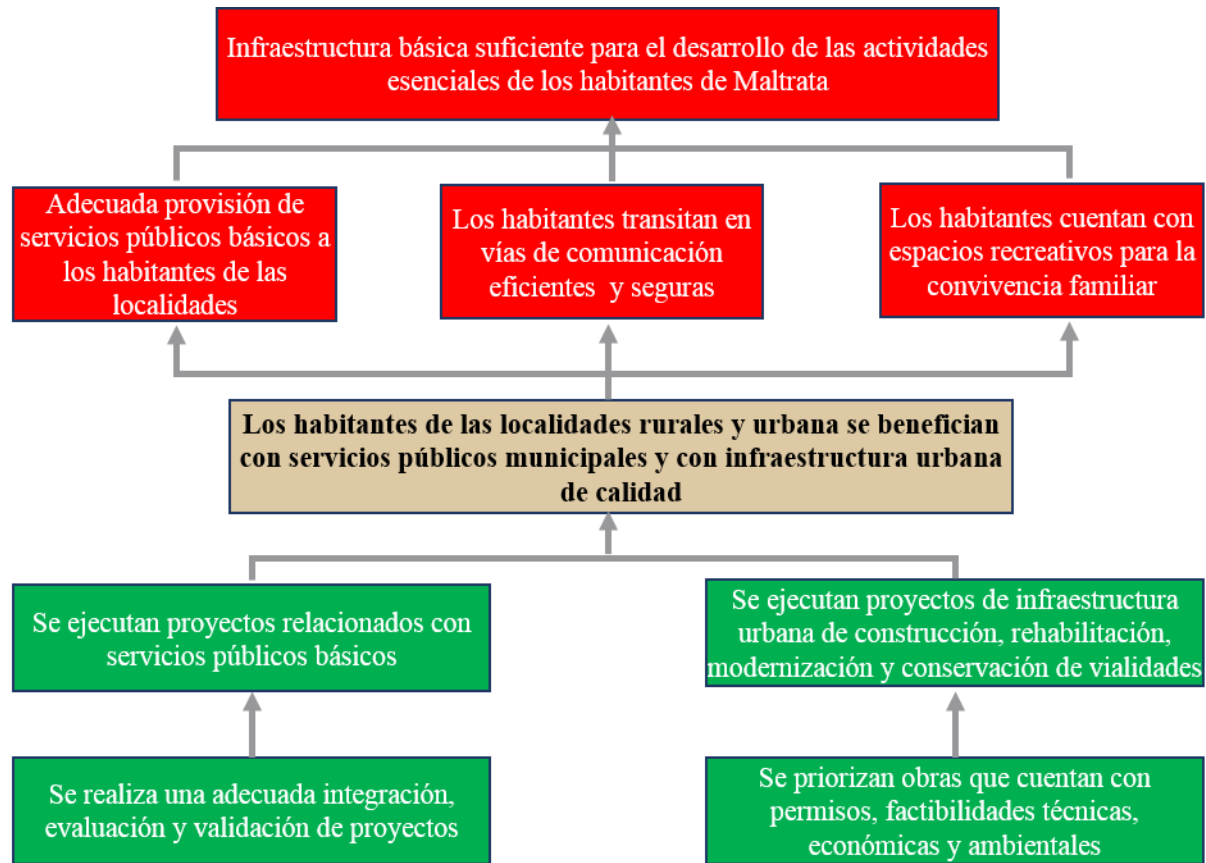 Infraestructura básica suficiente para el desarrollo de las actividades
esenciales de los habitantes de Maltrata
Adecuada provisión de
servicios públicos básicos a
los habitantes de las
localidades
Los habitantes transitan en
vías de comunicación
eficientes y seguras
Los habitantes cuentan con
espacios recreativos para la
convivencia familiar
Los habitantes de las localidades rurales y urbana se benefician
con servicios públicos municipales y con infraestructura urbana
de calidad
Se ejecutan proyectos relacionados con
servicios públicos básicos
Se ejecutan proyectos de infraestructura
urbana de construcción, rehabilitación,
modernización y conservación de vialidades
Se realiza una adecuada integración,
evaluación y validación de proyectos
Se priorizan obras que cuentan con
permisos, factibilidades técnicas,
económicas y ambientales